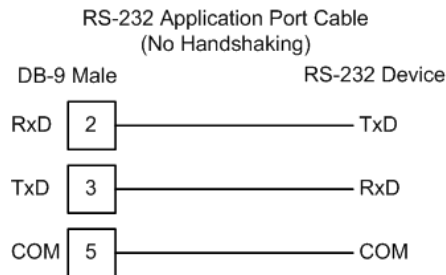 RS-232 Application Port Cable
(No Handshaking)
DB-9 Male RS-232 Device
RxD 2 TxD
TxD 3 RxD
COM 5 COM